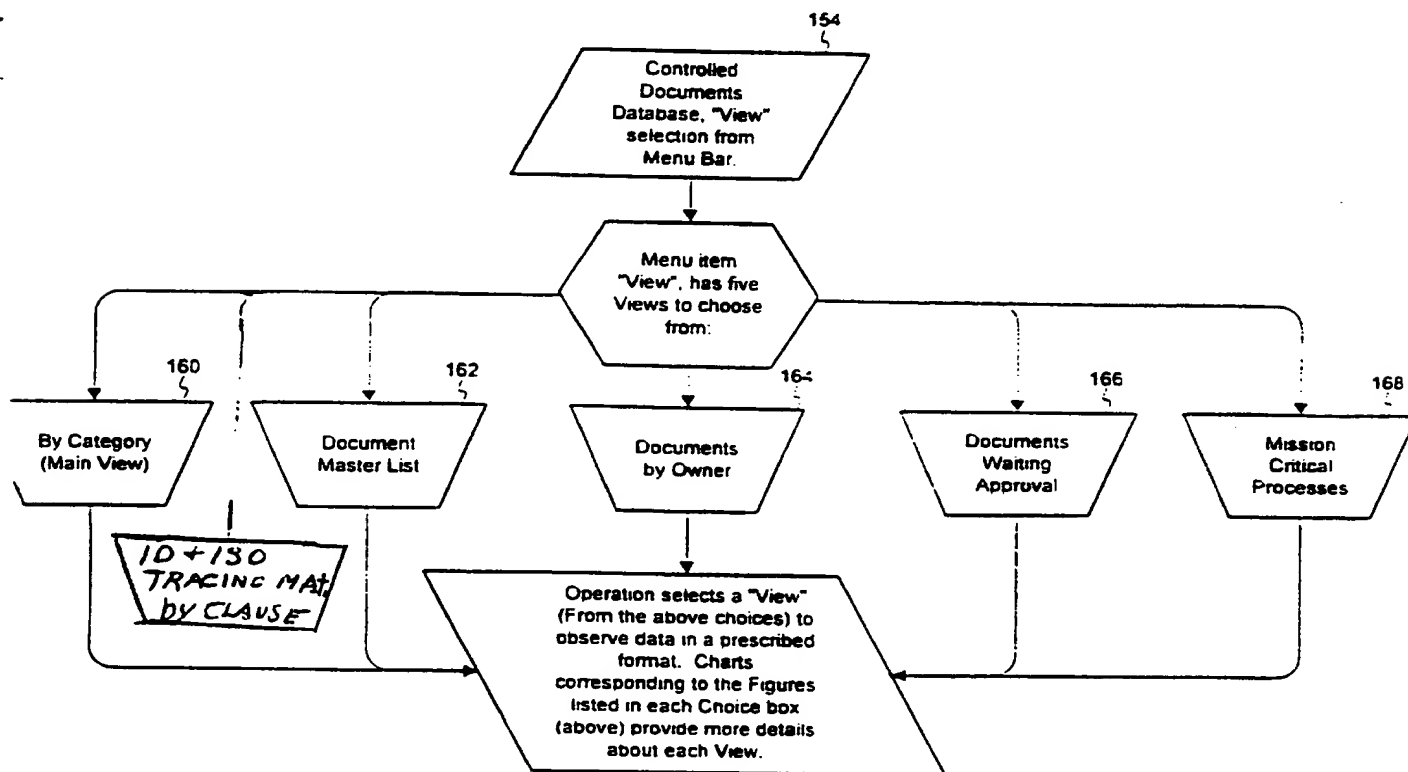 154
Controlled
Documents
Database, "View"
selection from
Menu Bar.
Menu item
"View", has five
Views to choose
from:
160
By Category
(Main View)
162
Document
Master List
164
Documents
by Owner
166
Documents
Waiting
Approval
168
Mission
Critical
Processes
TRACING MAT.
by CLAUSE
Operation selects a "View"
(From the above choices) to
observe data in a prescribed
format. Charts
corresponding to the Figures
listed in each Choice box
(above) provide more details
about each View.